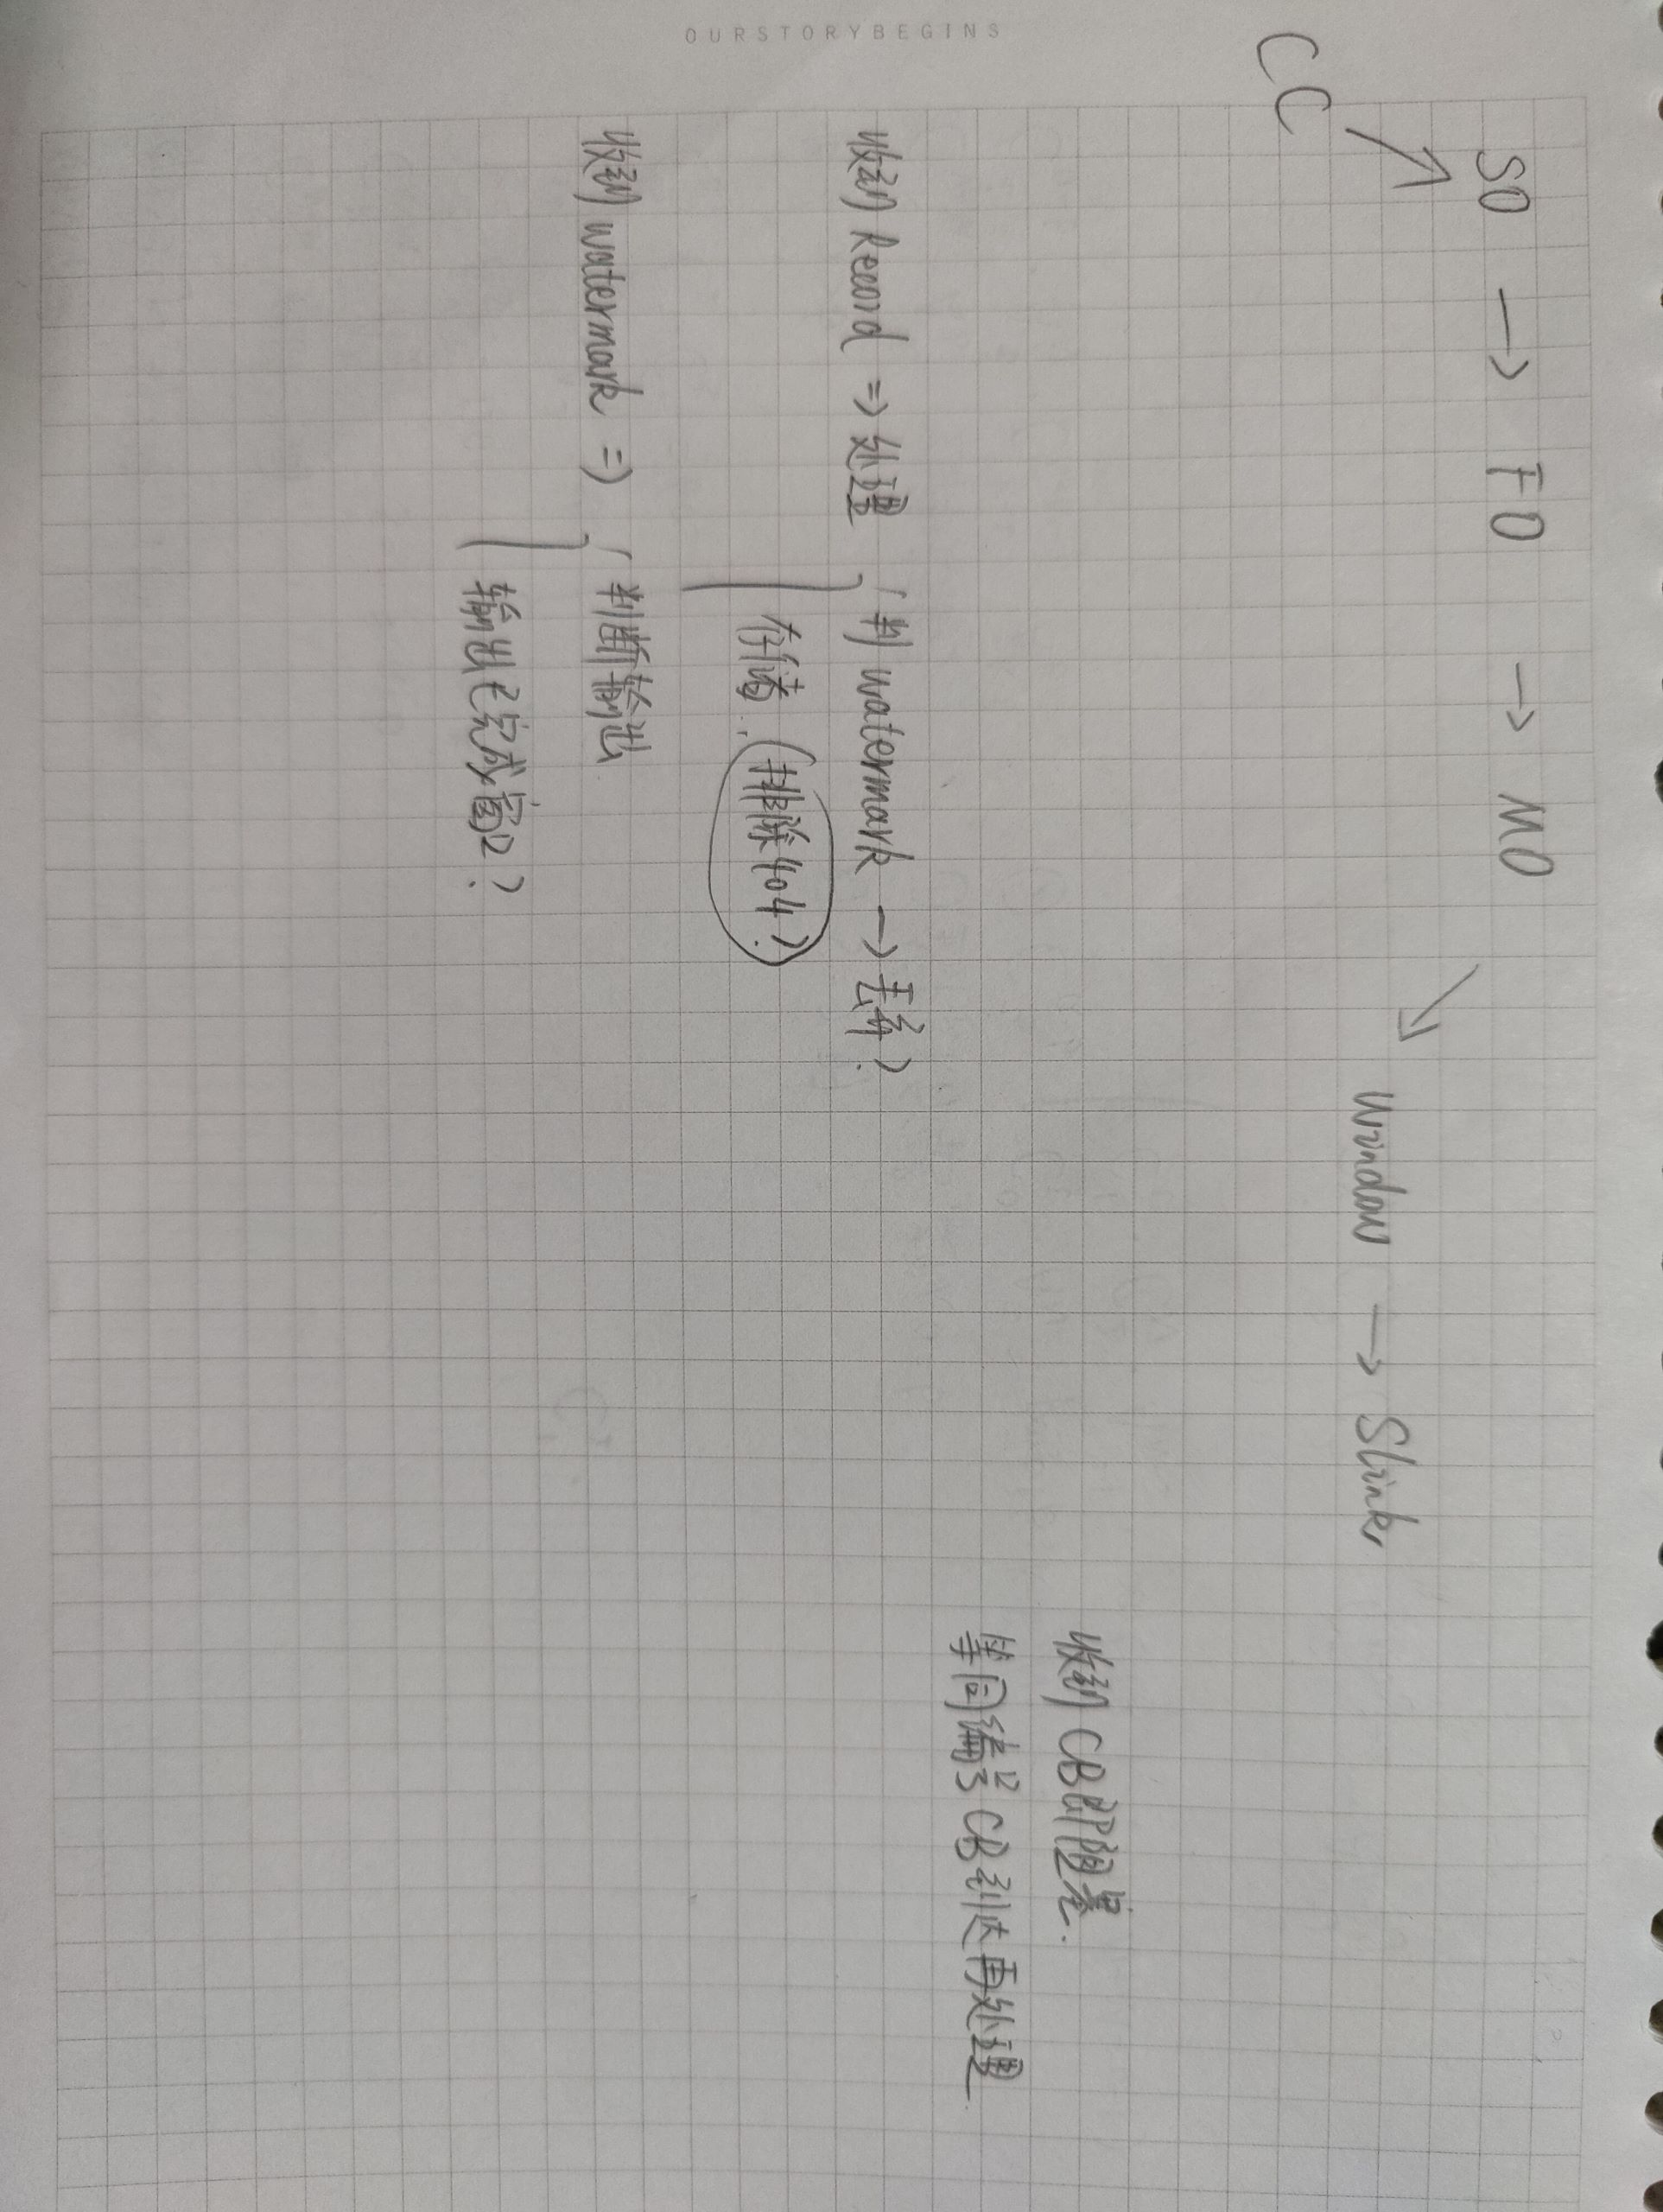 SO → FO → MO
CC
Window → Slink
收到 CB即阻塞.
等同编号CB到达再处理.
收到 Record => 处理 { 判 watermark → 丢弃?
存储. (排除404?)
收到 watermark => { 判断输出
输出已完成窗口?
OURSTORYBEGINS